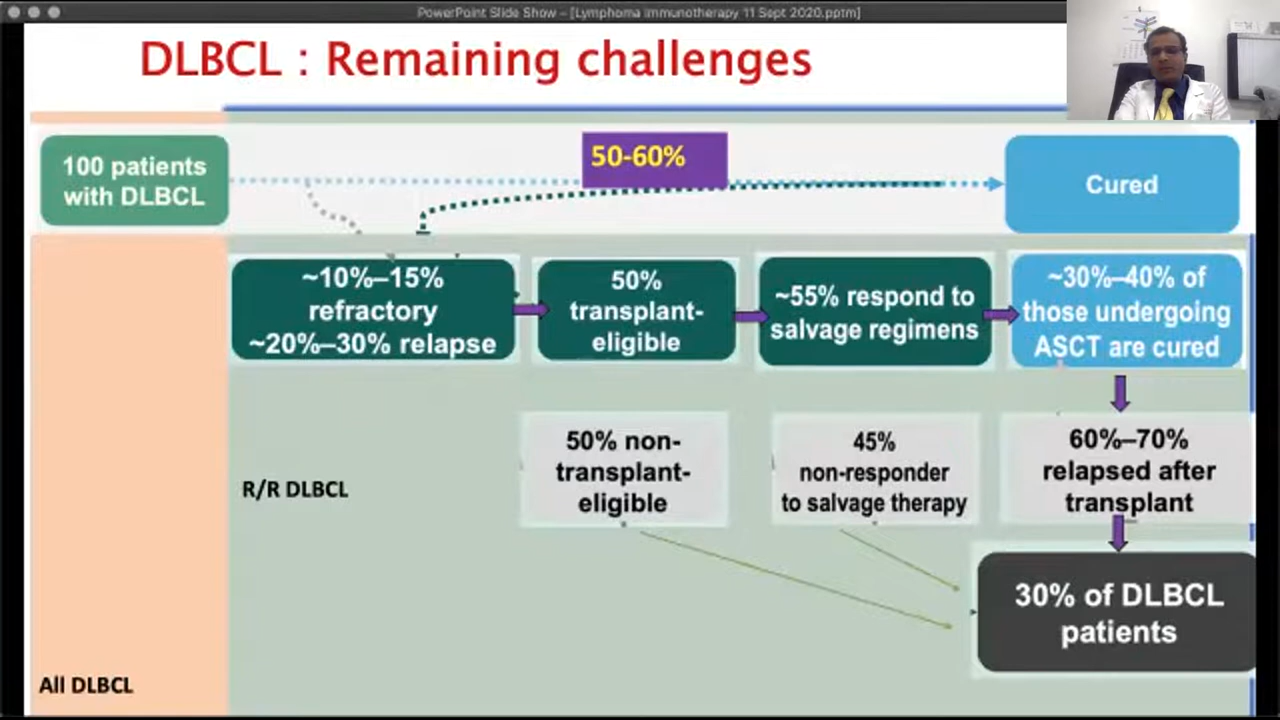 PowerPoint Slide Show – [Lymphoma Immunotherapy 11 Sept 2020.pptm]
DLBCL : Remaining challenges
100 patients
with DLBCL
50-60%
Cured
~10%–15%
refractory
~20%–30% relapse
50%
transplant-
eligible
~55% respond to
salvage regimens
~30%–40% of
those undergoing
ASCT are cured
R/R DLBCL
50% non-
transplant-
eligible
45%
non-responder
to salvage therapy
60%–70%
relapsed after
transplant
30% of DLBCL
patients
All DLBCL